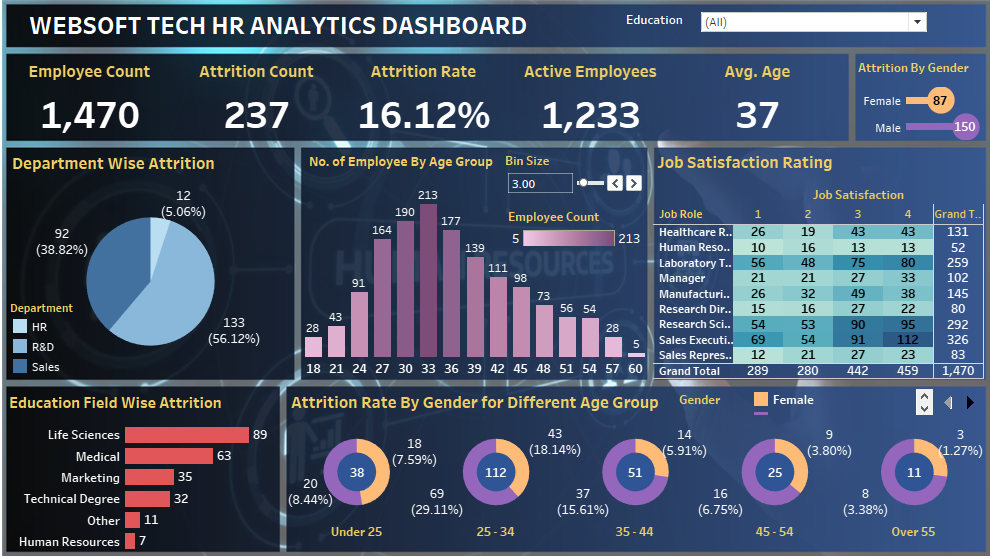 WEBSOFT TECH HR ANALYTICS DASHBOARD
Education
(All)
Employee Count
Attrition Count
Attrition Rate
Active Employees
Avg. Age
1,470
237
16.12%
1,233
37
Attrition By Gender
Female 87
Male 150
Department Wise Attrition
12
(5.06%)
92
(38.82%)
133
(56.12%)
Department
HR
R&D
Sales
No. of Employee By Age Group
Bin Size
3.00
Employee Count
5 213
28 43 91 164 190 213 177 139 111 98 73 56 54 28 5
18 21 24 27 30 33 36 39 42 45 48 51 54 57 60
HUMAN RESOURCES
Job Satisfaction Rating
Job Satisfaction
Job Role 1 2 3 4 Grand T..
Healthcare R.. 26 19 43 43 131
Human Reso.. 10 16 13 13 52
Laboratory T.. 56 48 75 80 259
Manager 21 21 27 33 102
Manufacturi.. 26 32 49 38 145
Research Dir.. 15 16 27 22 80
Research Sci.. 54 53 90 95 292
Sales Executi.. 69 54 91 112 326
Sales Repres.. 12 21 27 23 83
Grand Total 289 280 442 459 1,470
Education Field Wise Attrition
Life Sciences 89
Medical 63
Marketing 35
Technical Degree 32
Other 11
Human Resources 7
Attrition Rate By Gender for Different Age Group
Gender
Female
18
(7.59%)
38
20
(8.44%)
Under 25
43
(18.14%)
112
69
(29.11%)
25 - 34
14
(5.91%)
51
37
(15.61%)
35 - 44
9
(3.80%)
25
16
(6.75%)
45 - 54
3
(1.27%)
11
8
(3.38%)
Over 55